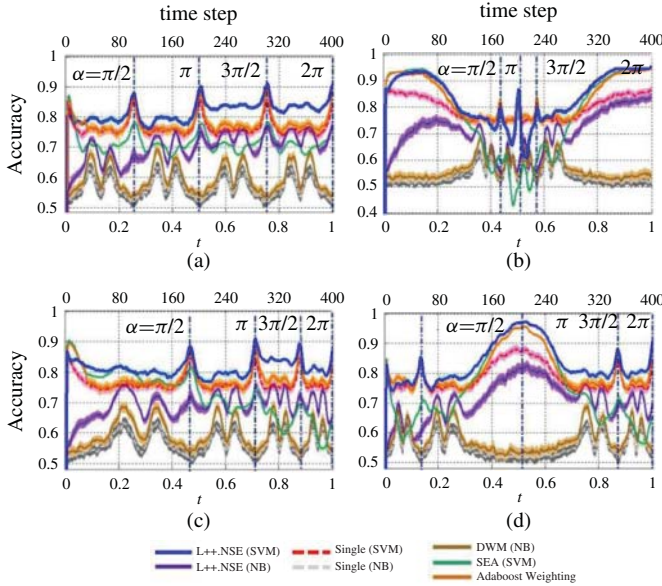 time step
time step
0 80 160 240 320 400
0 80 160 240 320 400
α=π/2 π 3π/2 2π
α=π/2 π 3π/2 2π
1
0.9
0.8
0.7
0.6
0.5
Accuracy
1
0.9
0.8
0.7
0.6
0.5
0.4
0 0.2 0.4 0.6 0.8 1
0 0.2 0.4 0.6 0.8 1
t
t
(a)
(b)
0 80 160 240 320 400
0 80 160 240 320 400
α=π/2 π 3π/2 2π
α=π/2 π 3π/2 2π
1
0.9
0.8
0.7
0.6
0.5
Accuracy
1
0.9
0.8
0.7
0.6
0.5
0 0.2 0.4 0.6 0.8 1
0 0.2 0.4 0.6 0.8 1
t
t
(c)
(d)
L++.NSE (SVM) Single (SVM) DWM (NB)
L++.NSE (NB) Single (NB) SEA (SVM)
Adaboost Weighting